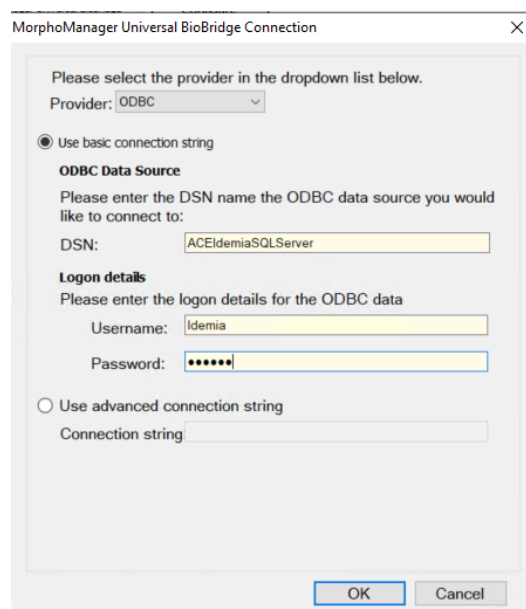 MorphoManager Universal BioBridge Connection
Please select the provider in the dropdown list below.
Provider: ODBC
Use basic connection string
ODBC Data Source
Please enter the DSN name the ODBC data source you would
like to connect to:
DSN: ACEIdemiaSQLServer
Logon details
Please enter the logon details for the ODBC data
Username: Idemia
Password: ●●●●●●
Use advanced connection string
Connection string
OK Cancel